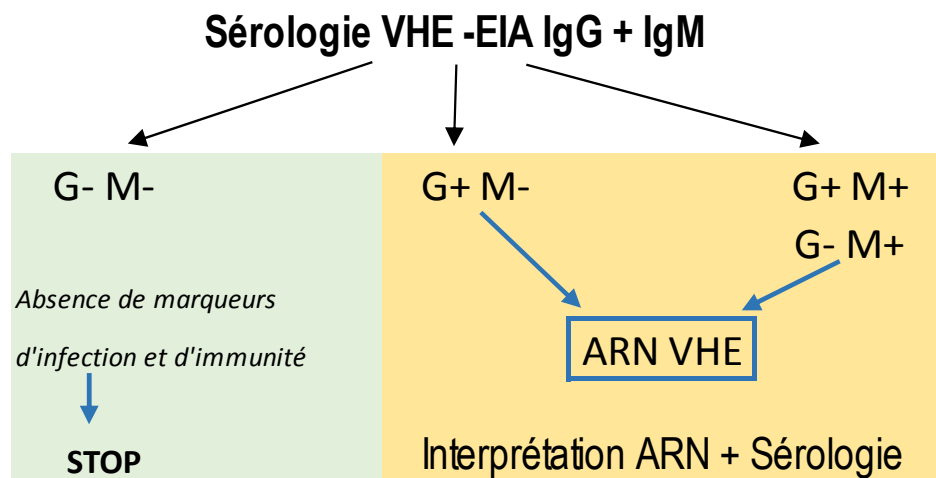 Sérologie VHE -EIA IgG + IgM
G- M-
G+ M-
G+ M+
G- M+
Absence de marqueurs
d'infection et d'immunité
STOP
ARN VHE
Interprétation ARN + Sérologie